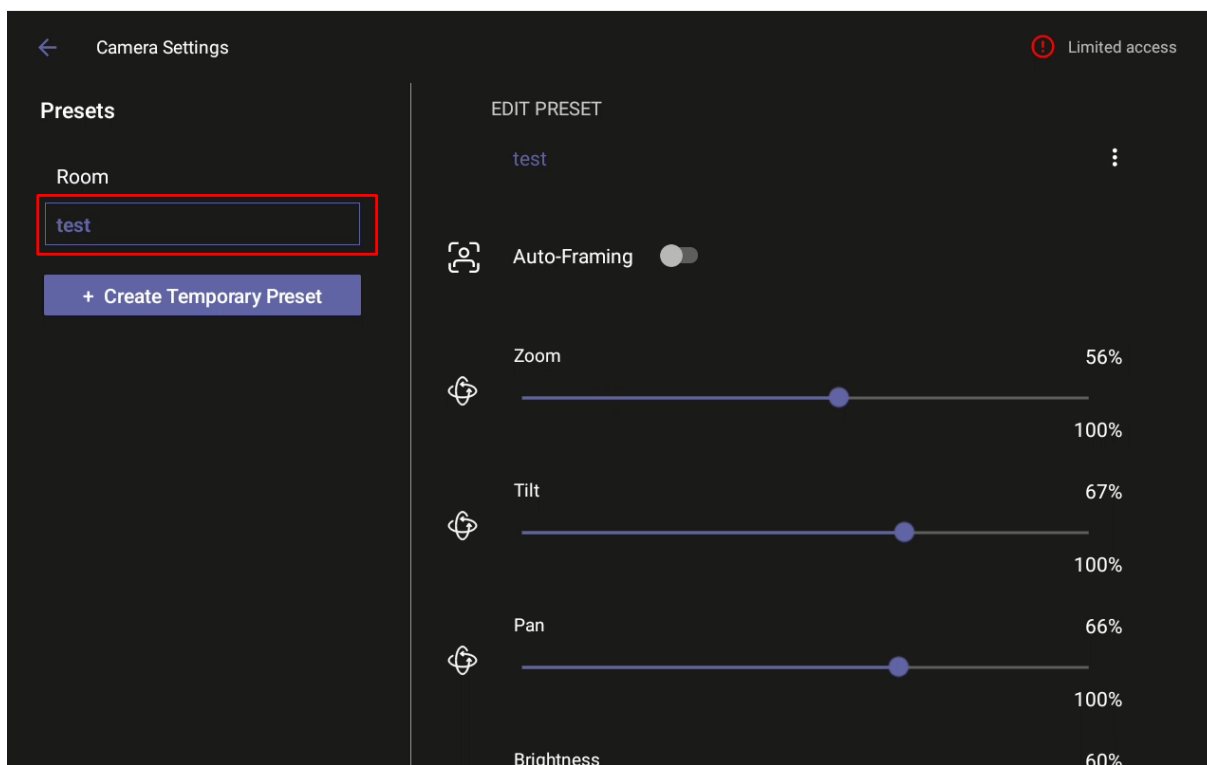 Camera Settings
Limited access
Presets
Room
test
+ Create Temporary Preset
EDIT PRESET
test
Auto-Framing
Zoom
56%
100%
Tilt
67%
100%
Pan
66%
100%
Brightness
60%